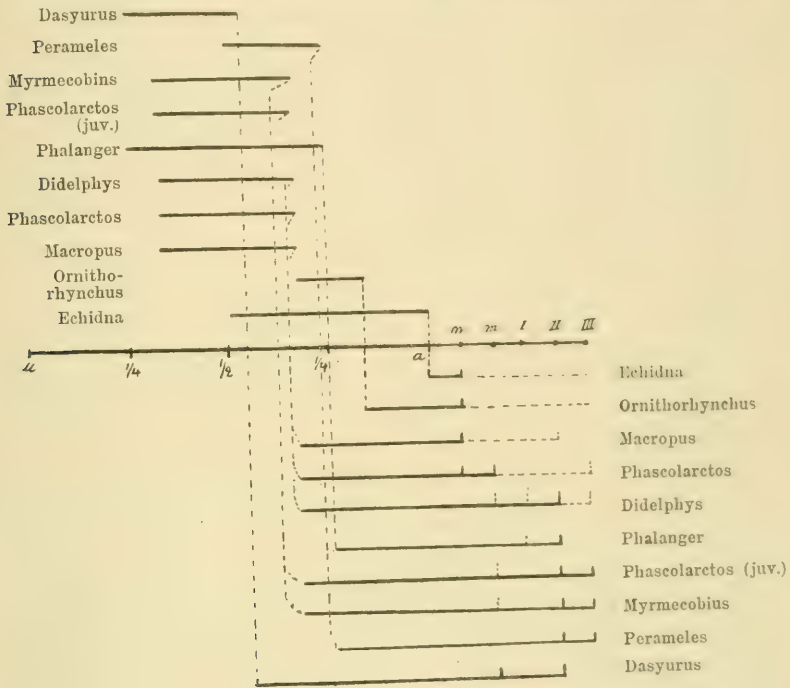 Dasyurus
Perameles
Myrmecobins
Phascolarctos
(juv.)
Phalanger
Didelphys
Phascolarctos
Macropus
Ornitho-
rhynchus
Echidna
m m I II III
u 1/4 1/2 1/4 a
Echidna
Ornithorhynchus
Macropus
Phascolarctos
Didelphys
Phalanger
Phascolarctos (juv.)
Myrmecobius
Perameles
Dasyurus